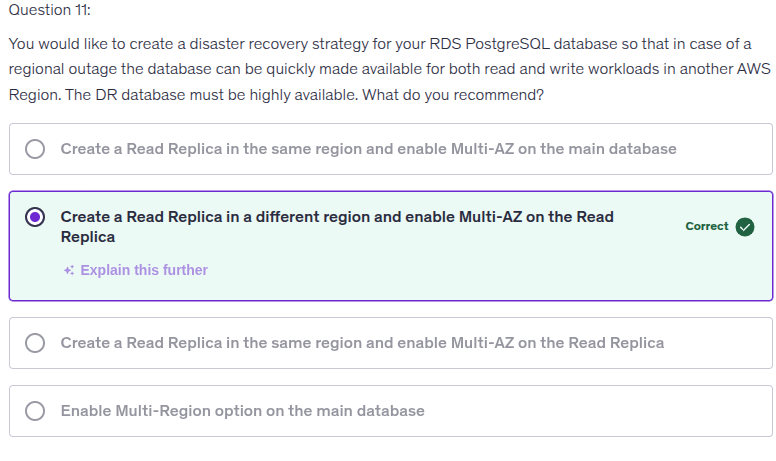 Question 11:
You would like to create a disaster recovery strategy for your RDS PostgreSQL database so that in case of a
regional outage the database can be quickly made available for both read and write workloads in another AWS
Region. The DR database must be highly available. What do you recommend?
Create a Read Replica in the same region and enable Multi-AZ on the main database
Create a Read Replica in a different region and enable Multi-AZ on the Read
Replica
Correct
Explain this further
Create a Read Replica in the same region and enable Multi-AZ on the Read Replica
Enable Multi-Region option on the main database